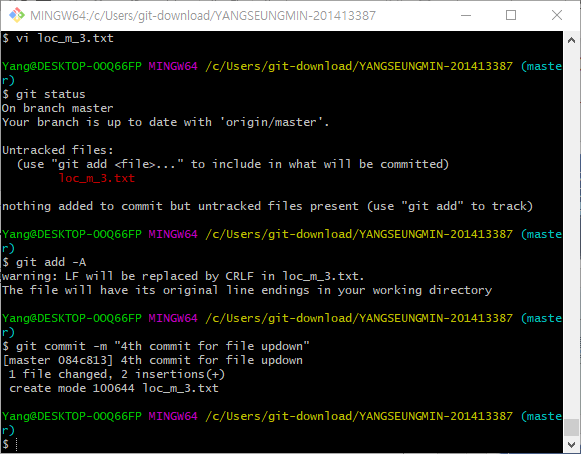 MINGW64:/c/Users/git-download/YANGSEUNGMIN-201413387
$ vi loc_m_3.txt
Yang@DESKTOP-OOQ66FP MINGW64 /c/Users/git-download/YANGSEUNGMIN-201413387 (maste
r)
$ git status
On branch master
Your branch is up to date with 'origin/master'.
Untracked files:
(use "git add <file>..." to include in what will be committed)
loc_m_3.txt
nothing added to commit but untracked files present (use "git add" to track)
Yang@DESKTOP-OOQ66FP MINGW64 /c/Users/git-download/YANGSEUNGMIN-201413387 (maste
r)
$ git add -A
warning: LF will be replaced by CRLF in loc_m_3.txt.
The file will have its original line endings in your working directory
Yang@DESKTOP-OOQ66FP MINGW64 /c/Users/git-download/YANGSEUNGMIN-201413387 (maste
r)
$ git commit -m "4th commit for file updown"
[master 084c813] 4th commit for file updown
1 file changed, 2 insertions(+)
create mode 100644 loc_m_3.txt
Yang@DESKTOP-OOQ66FP MINGW64 /c/Users/git-download/YANGSEUNGMIN-201413387 (maste
r)
$